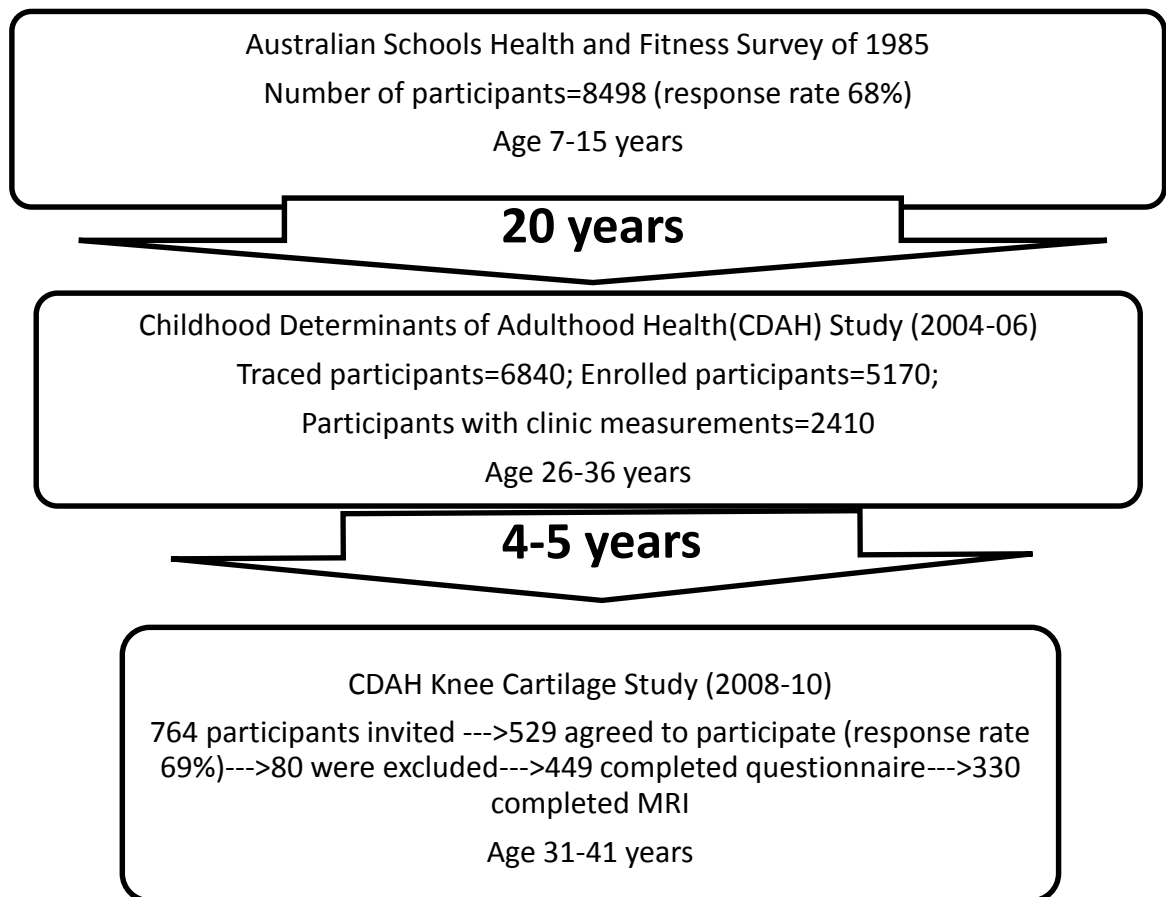 Australian Schools Health and Fitness Survey of 1985
Number of participants=8498 (response rate 68%)
Age 7-15 years
20 years
Childhood Determinants of Adulthood Health(CDAH) Study (2004-06)
Traced participants=6840; Enrolled participants=5170;
Participants with clinic measurements=2410
Age 26-36 years
4-5 years
CDAH Knee Cartilage Study (2008-10)
764 participants invited --->529 agreed to participate (response rate
69%)--->80 were excluded--->449 completed questionnaire--->330
completed MRI
Age 31-41 years